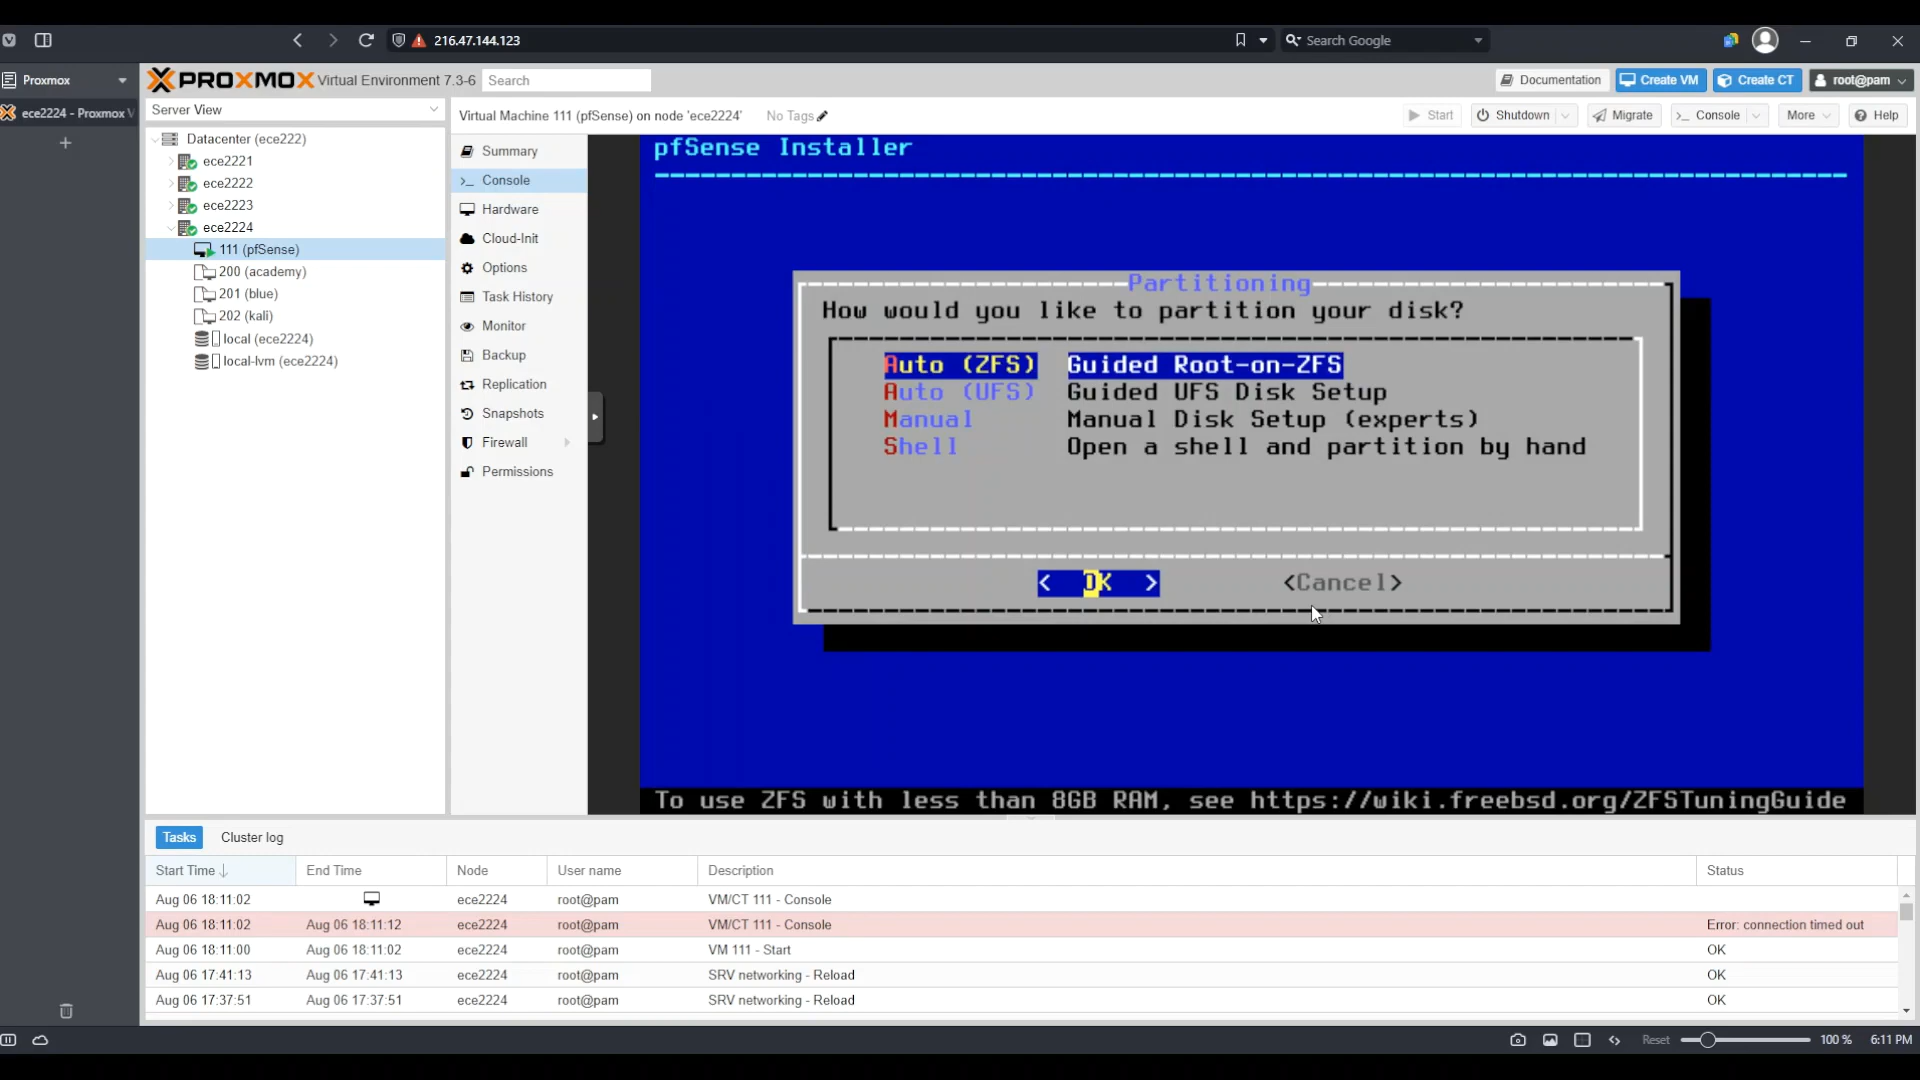 216.47.144.123
Search Google
Proxmox
PROXMOX Virtual Environment 7.3-6
Search
Documentation
Create VM
Create CT
root@pam
ece2224 - Proxmox V
Server View
Virtual Machine 111 (pfSense) on node 'ece2224'
No Tags
Start
Shutdown
Migrate
Console
More
Help
Datacenter (ece222)
ece2221
ece2222
ece2223
ece2224
111 (pfSense)
200 (academy)
201 (blue)
202 (kali)
local (ece2224)
local-lvm (ece2224)
Summary
Console
Hardware
Cloud-Init
Options
Task History
Monitor
Backup
Replication
Snapshots
Firewall
Permissions
pfSense Installer
Partitioning
How would you like to partition your disk?
Auto (ZFS) Guided Root-on-ZFS
Auto (UFS) Guided UFS Disk Setup
Manual Manual Disk Setup (experts)
Shell Open a shell and partition by hand
< OK > <Cancel>
To use ZFS with less than 8GB RAM, see https://wiki.freebsd.org/ZFSTuningGuide
Tasks Cluster log
Start Time End Time Node User name Description Status
Aug 06 18:11:02 ece2224 root@pam VM/CT 111 - Console
Aug 06 18:11:02 Aug 06 18:11:12 ece2224 root@pam VM/CT 111 - Console Error: connection timed out
Aug 06 18:11:00 Aug 06 18:11:02 ece2224 root@pam VM 111 - Start OK
Aug 06 17:41:13 Aug 06 17:41:13 ece2224 root@pam SRV networking - Reload OK
Aug 06 17:37:51 Aug 06 17:37:51 ece2224 root@pam SRV networking - Reload OK
Reset 100 % 6:11 PM